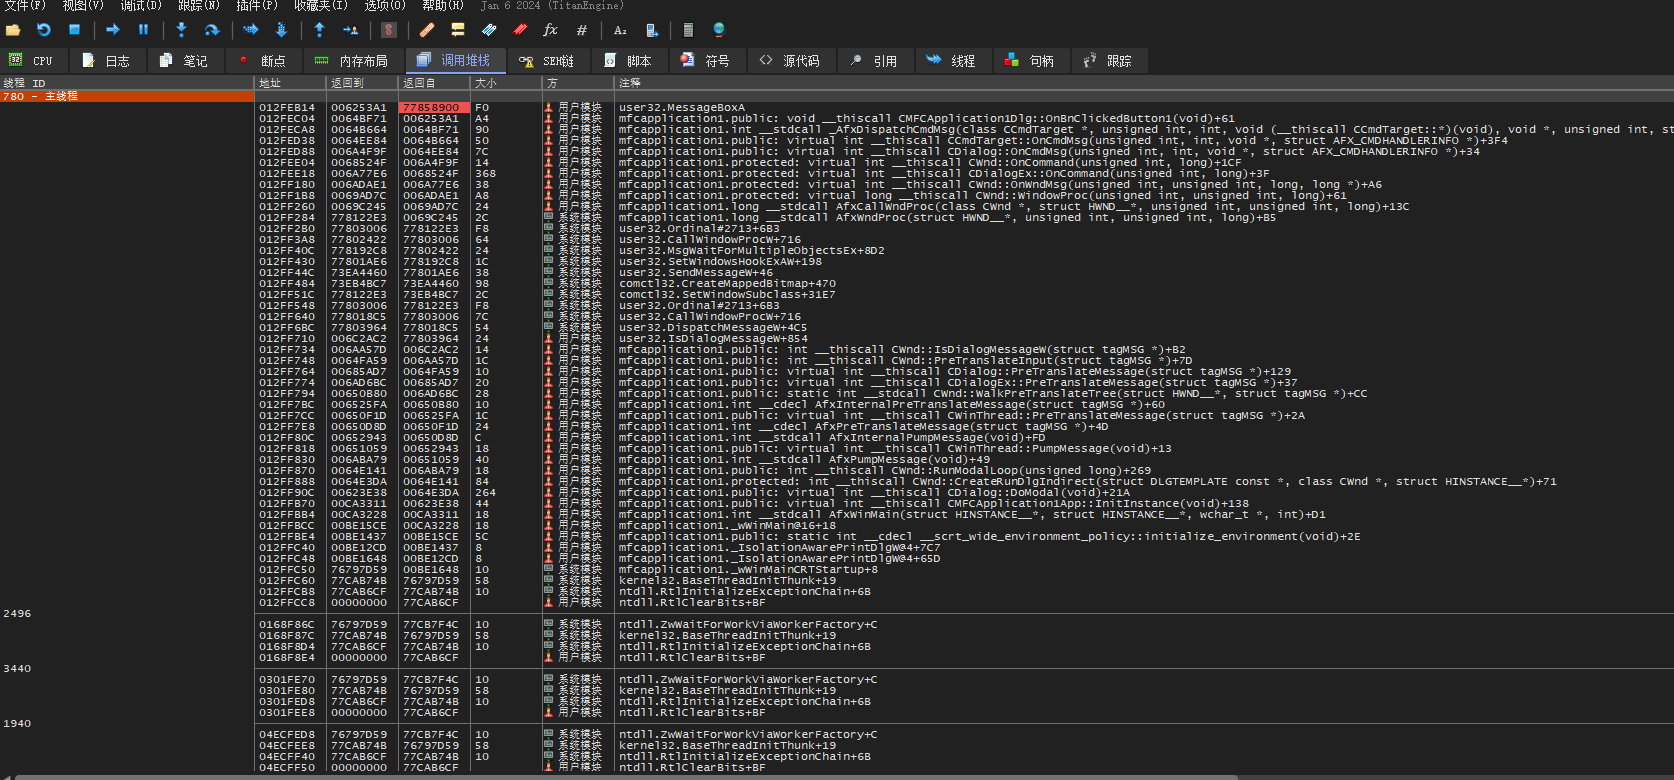 文件(F) 视图(V) 调试(D) 跟踪(N) 插件(P) 收藏夹(I) 选项(O) 帮助(H) Jan 6 2024 (TitanEngine)
CPU 日志 笔记 断点 内存布局 调用堆栈 SEH链 脚本 符号 源代码 引用 线程 句柄 跟踪
线程 ID 地址 返回到 返回自 大小 方 注释
780 - 主线程
012FEB14 006253A1 77858900 F0 用户模块 user32.MessageBoxA
012FEC04 0064BF71 006253A1 A4 用户模块 mfcapplication1.public: void __thiscall CMFCApplication1Dlg::OnBnClickedButton1(void)+61
012FECA8 0064B664 0064BF71 90 用户模块 mfcapplication1.int __stdcall _AfxDispatchCmdMsg(class CCmdTarget *, unsigned int, int, void (__thiscall CCmdTarget::*)(void), void *, unsigned int, st
012FED38 0064EE84 0064B664 50 用户模块 mfcapplication1.public: virtual int __thiscall CCmdTarget::OnCmdMsg(unsigned int, int, void *, struct AFX_CMDHANDLERINFO *)+3F4
012FED88 006A4F9F 0064EE84 7C 用户模块 mfcapplication1.public: virtual int __thiscall CDialog::OnCmdMsg(unsigned int, int, void *, struct AFX_CMDHANDLERINFO *)+34
012FEE04 0068524F 006A4F9F 14 用户模块 mfcapplication1.protected: virtual int __thiscall CWnd::OnCommand(unsigned int, long)+1CF
012FEE18 006A77E6 0068524F 368 用户模块 mfcapplication1.protected: virtual int __thiscall CDialogEx::OnCommand(unsigned int, long)+3F
012FF180 006ADAE1 006A77E6 38 用户模块 mfcapplication1.protected: virtual int __thiscall CWnd::OnWndMsg(unsigned int, unsigned int, long, long *)+A6
012FF1B8 0069AD7C 006ADAE1 A8 用户模块 mfcapplication1.protected: virtual long __thiscall CWnd::WindowProc(unsigned int, unsigned int, long)+61
012FF260 0069C245 0069AD7C 24 用户模块 mfcapplication1.long __stdcall AfxCallWndProc(class CWnd *, struct HWND__*, unsigned int, unsigned int, long)+13C
012FF284 778122E3 0069C245 2C 系统模块 mfcapplication1.long __stdcall AfxWndProc(struct HWND__*, unsigned int, unsigned int, long)+B5
012FF2B0 77803006 778122E3 F8 系统模块 user32.Ordinal#2713+6B3
012FF3A8 77802422 77803006 64 系统模块 user32.CallWindowProcW+716
012FF40C 778192C8 77802422 24 系统模块 user32.MsgWaitForMultipleObjectsEx+8D2
012FF430 77801AE6 778192C8 1C 系统模块 user32.SetWindowsHookExAW+198
012FF44C 73EA4460 77801AE6 38 系统模块 user32.SendMessageW+46
012FF484 73EB4BC7 73EA4460 98 系统模块 comctl32.CreateMappedBitmap+470
012FF51C 778122E3 73EB4BC7 2C 系统模块 comctl32.SetWindowSubclass+31E7
012FF548 77803006 778122E3 F8 系统模块 user32.Ordinal#2713+6B3
012FF640 778018C5 77803006 7C 系统模块 user32.CallWindowProcW+716
012FF6BC 77803964 778018C5 54 系统模块 user32.DispatchMessageW+4C5
012FF710 006C2AC2 77803964 24 用户模块 user32.IsDialogMessageW+854
012FF734 006AA57D 006C2AC2 14 用户模块 mfcapplication1.public: int __thiscall CWnd::IsDialogMessageW(struct tagMSG *)+B2
012FF748 0064FA59 006AA57D 1C 用户模块 mfcapplication1.public: int __thiscall CWnd::PreTranslateInput(struct tagMSG *)+7D
012FF764 00685AD7 0064FA59 10 用户模块 mfcapplication1.public: virtual int __thiscall CDialog::PreTranslateMessage(struct tagMSG *)+129
012FF774 006AD6BC 00685AD7 20 用户模块 mfcapplication1.public: virtual int __thiscall CDialogEx::PreTranslateMessage(struct tagMSG *)+37
012FF794 00650B80 006AD6BC 28 用户模块 mfcapplication1.public: static int __stdcall CWnd::WalkPreTranslateTree(struct HWND__*, struct tagMSG *)+CC
012FF7BC 006525FA 00650B80 10 用户模块 mfcapplication1.int __cdecl AfxInternalPreTranslateMessage(struct tagMSG *)+60
012FF7CC 00650F1D 006525FA 1C 用户模块 mfcapplication1.public: virtual int __thiscall CWinThread::PreTranslateMessage(struct tagMSG *)+2A
012FF7E8 00650D8D 00650F1D 24 用户模块 mfcapplication1.int __cdecl AfxPreTranslateMessage(struct tagMSG *)+4D
012FF80C 00652943 00650D8D C 用户模块 mfcapplication1.int __stdcall AfxInternalPumpMessage(void)+FD
012FF818 00651059 00652943 18 用户模块 mfcapplication1.public: virtual int __thiscall CWinThread::PumpMessage(void)+13
012FF830 006ABA79 00651059 40 用户模块 mfcapplication1.int __stdcall AfxPumpMessage(void)+49
012FF870 0064E141 006ABA79 18 用户模块 mfcapplication1.public: int __thiscall CWnd::RunModalLoop(unsigned long)+269
012FF888 0064E3DA 0064E141 84 用户模块 mfcapplication1.protected: int __thiscall CWnd::CreateRunDlgIndirect(struct DLGTEMPLATE const *, class CWnd *, struct HINSTANCE__*)+71
012FF90C 00623E38 0064E3DA 264 用户模块 mfcapplication1.public: virtual int __thiscall CDialog::DoModal(void)+21A
012FFB70 00CA3311 00623E38 44 用户模块 mfcapplication1.public: virtual int __thiscall CMFCApplication1App::InitInstance(void)+138
012FFBB4 00CA3228 00CA3311 18 用户模块 mfcapplication1.int __stdcall AfxWinMain(struct HINSTANCE__*, struct HINSTANCE__*, wchar_t *, int)+D1
012FFBCC 00BE15CE 00CA3228 18 用户模块 mfcapplication1._wWinMain@16+18
012FFBE4 00BE1437 00BE15CE 5C 用户模块 mfcapplication1.public: static int __cdecl __scrt_wide_environment_policy::initialize_environment(void)+2E
012FFC40 00BE12CD 00BE1437 8 用户模块 mfcapplication1._IsolationAwarePrintDlgW@4+7C7
012FFC48 00BE1648 00BE12CD 8 用户模块 mfcapplication1._IsolationAwarePrintDlgW@4+65D
012FFC50 76797D59 00BE1648 10 系统模块 mfcapplication1._wWinMainCRTStartup+8
012FFC60 77CAB74B 76797D59 58 系统模块 kernel32.BaseThreadInitThunk+19
012FFCB8 77CAB6CF 77CAB74B 10 系统模块 ntdll.RtlInitializeExceptionChain+6B
012FFCC8 00000000 77CAB6CF 用户模块 ntdll.RtlClearBits+BF
2496
0168F86C 76797D59 77CB7F4C 10 系统模块 ntdll.ZwWaitForWorkViaWorkerFactory+C
0168F87C 77CAB74B 76797D59 58 系统模块 kernel32.BaseThreadInitThunk+19
0168F8D4 77CAB6CF 77CAB74B 10 系统模块 ntdll.RtlInitializeExceptionChain+6B
0168F8E4 00000000 77CAB6CF 用户模块 ntdll.RtlClearBits+BF
3440
0301FE70 76797D59 77CB7F4C 10 系统模块 ntdll.ZwWaitForWorkViaWorkerFactory+C
0301FE80 77CAB74B 76797D59 58 系统模块 kernel32.BaseThreadInitThunk+19
0301FED8 77CAB6CF 77CAB74B 10 系统模块 ntdll.RtlInitializeExceptionChain+6B
0301FEE8 00000000 77CAB6CF 用户模块 ntdll.RtlClearBits+BF
1940
04ECFED8 76797D59 77CB7F4C 10 系统模块 ntdll.ZwWaitForWorkViaWorkerFactory+C
04ECFEE8 77CAB74B 76797D59 58 系统模块 kernel32.BaseThreadInitThunk+19
04ECFF40 77CAB6CF 77CAB74B 10 系统模块 ntdll.RtlInitializeExceptionChain+6B
04ECFF50 00000000 77CAB6CF 用户模块 ntdll.RtlClearBits+BF